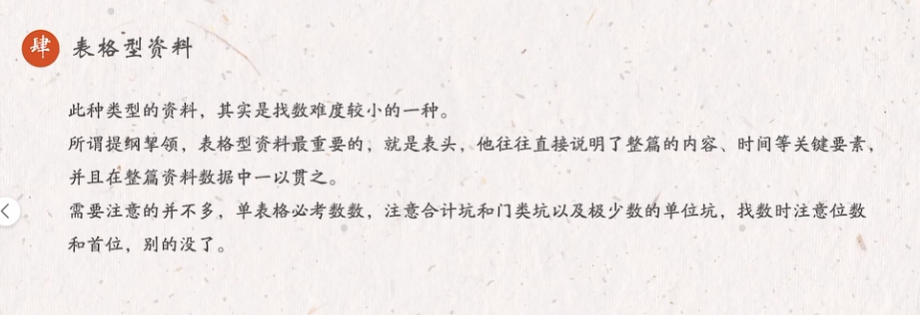 肆 表格型资料
此种类型的资料，其实是找数难度较小的一种。
所谓提纲挈领，表格型资料最重要的，就是表头，他往往直接说明了整篇的内容、时间等关键要素，
并且在整篇资料数据中一以贯之。
需要注意的并不多，单表格必考数数，注意合计坑和门类坑以及极少数的单位坑，找数时注意位数
和首位，别的没了。